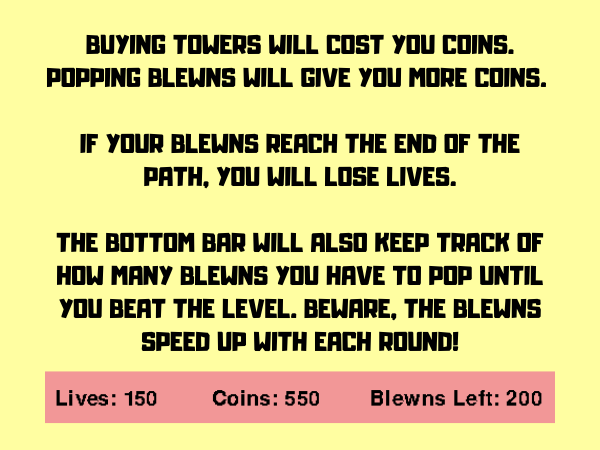 BUYING TOWERS WILL COST YOU COINS.
POPPING BLEWNS WILL GIVE YOU MORE COINS.
IF YOUR BLEWNS REACH THE END OF THE
PATH, YOU WILL LOSE LIVES.
THE BOTTOM BAR WILL ALSO KEEP TRACK OF
HOW MANY BLEWNS YOU HAVE TO POP UNTIL
YOU BEAT THE LEVEL. BEWARE, THE BLEWNS
SPEED UP WITH EACH ROUND!
Lives: 150 Coins: 550 Blewns Left: 200